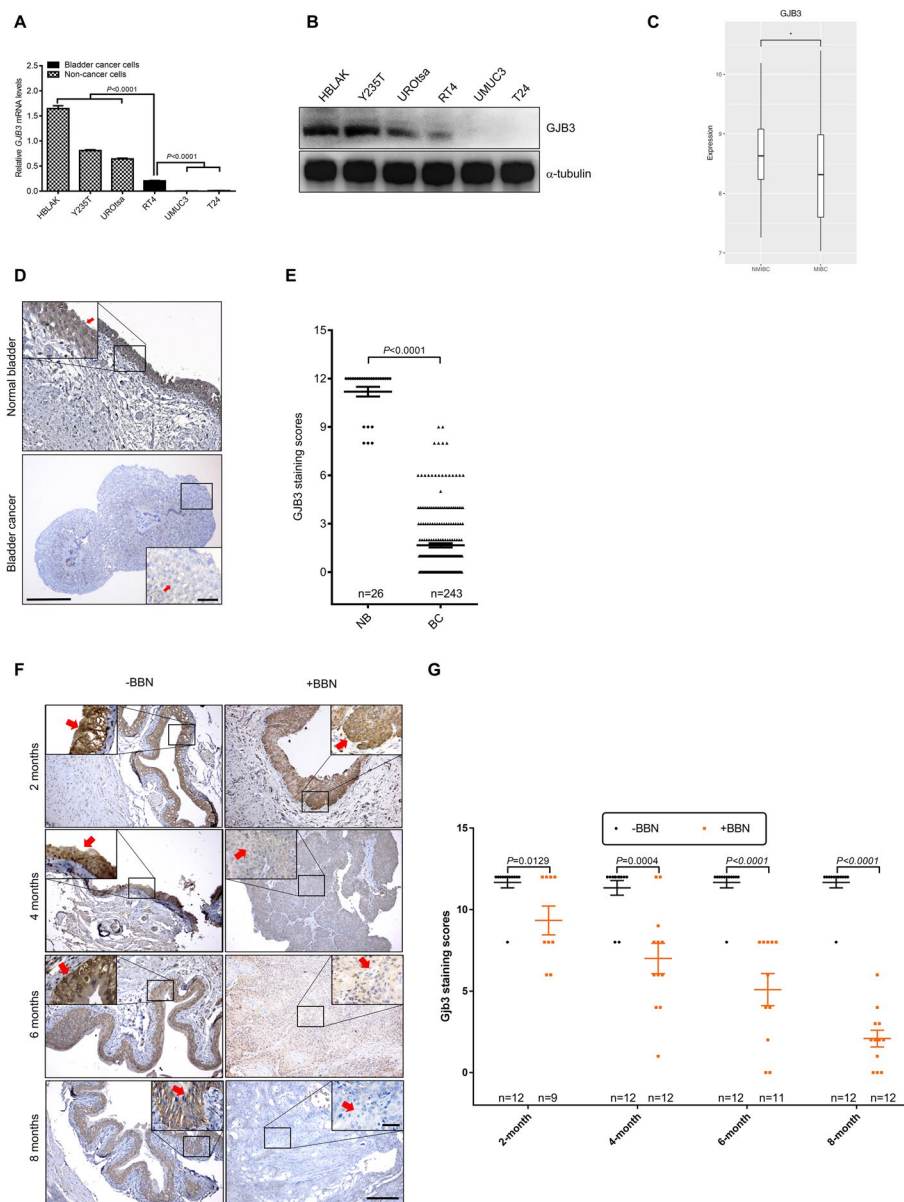 A
Bladder cancer cells
Non-cancer cells
Relative GJB3 mRNA levels
2.5
2.0
1.5
1.0
0.5
0.0
P<0.0001
P<0.0001
HBLAK
Y235T
UROtsa
RT4
UMUC3
T24
B
HBLAK
Y235T
UROtsa
RT4
UMUC3
T24
GJB3
α-tubulin
C
GJB3
*
Expression
10
9
8
7
NMIBC
MIBC
D
Normal bladder
Bladder cancer
E
GJB3 staining scores
15
12
9
6
3
0
P<0.0001
n=26
n=243
NB
BC
F
-BBN
+BBN
2 months
4 months
6 months
8 months
G
-BBN
+BBN
Gjb3 staining scores
15
10
5
0
P=0.0129
P=0.0004
P<0.0001
P<0.0001
n=12
n=9
n=12
n=12
n=12
n=11
n=12
n=12
2-month
4-month
6-month
8-month